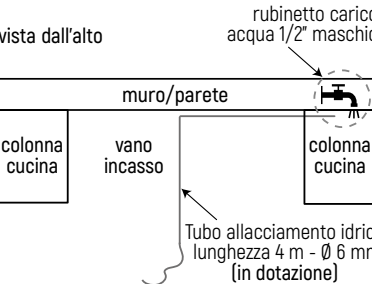 rubinetto carico
acqua 1/2" maschio
vista dall'alto
muro/parete
colonna
cucina
vano
incasso
colonna
cucina
Tubo allacciamento idric
lunghezza 4 m - Ø 6 mm
(in dotazione)